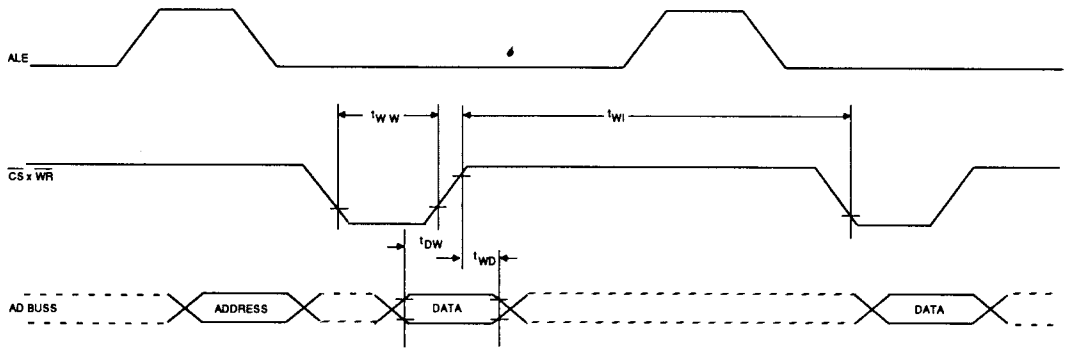 ALE
tWW
tWI
CS x WR
tDW
tWD
AD BUSS
ADDRESS
DATA
DATA